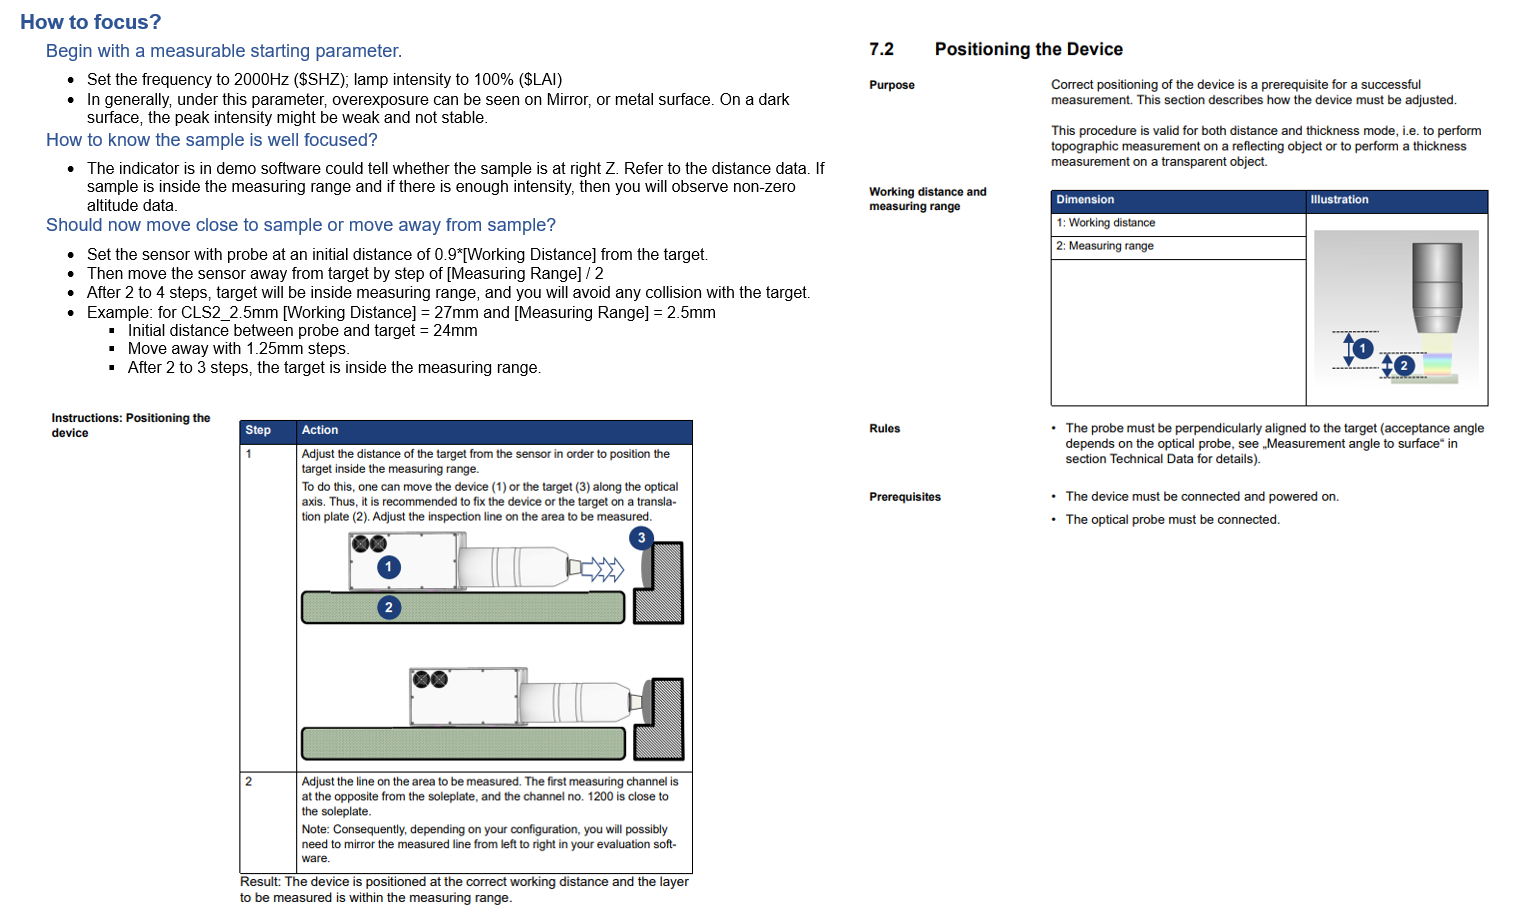 How to focus?
Begin with a measurable starting parameter.
• Set the frequency to 2000Hz ($SHZ); lamp intensity to 100% ($LAI)
• In generally, under this parameter, overexposure can be seen on Mirror, or metal surface. On a dark
surface, the peak intensity might be weak and not stable.
How to know the sample is well focused?
• The indicator is in demo software could tell whether the sample is at right Z. Refer to the distance data. If
sample is inside the measuring range and if there is enough intensity, then you will observe non-zero
altitude data.
Should now move close to sample or move away from sample?
• Set the sensor with probe at an initial distance of 0.9*[Working Distance] from the target.
• Then move the sensor away from target by step of [Measuring Range] / 2
• After 2 to 4 steps, target will be inside measuring range, and you will avoid any collision with the target.
• Example: for CLS2_2.5mm [Working Distance] = 27mm and [Measuring Range] = 2.5mm
▪ Initial distance between probe and target = 24mm
▪ Move away with 1.25mm steps.
▪ After 2 to 3 steps, the target is inside the measuring range.
Instructions: Positioning the
device
Step Action
1 Adjust the distance of the target from the sensor in order to position the
target inside the measuring range.
To do this, one can move the device (1) or the target (3) along the optical
axis. Thus, it is recommended to fix the device or the target on a transla-
tion plate (2). Adjust the inspection line on the area to be measured.
3
1
2
2 Adjust the line on the area to be measured. The first measuring channel is
at the opposite from the soleplate, and the channel no. 1200 is close to
the soleplate.
Note: Consequently, depending on your configuration, you will possibly
need to mirror the measured line from left to right in your evaluation soft-
ware.
Result: The device is positioned at the correct working distance and the layer
to be measured is within the measuring range.
7.2 Positioning the Device
Purpose
Correct positioning of the device is a prerequisite for a successful
measurement. This section describes how the device must be adjusted.
This procedure is valid for both distance and thickness mode, i.e. to perform
topographic measurement on a reflecting object or to perform a thickness
measurement on a transparent object.
Working distance and
measuring range
Dimension Illustration
1: Working distance
2: Measuring range
1
2
Rules
• The probe must be perpendicularly aligned to the target (acceptance angle
depends on the optical probe, see „Measurement angle to surface“ in
section Technical Data for details).
Prerequisites
• The device must be connected and powered on.
• The optical probe must be connected.